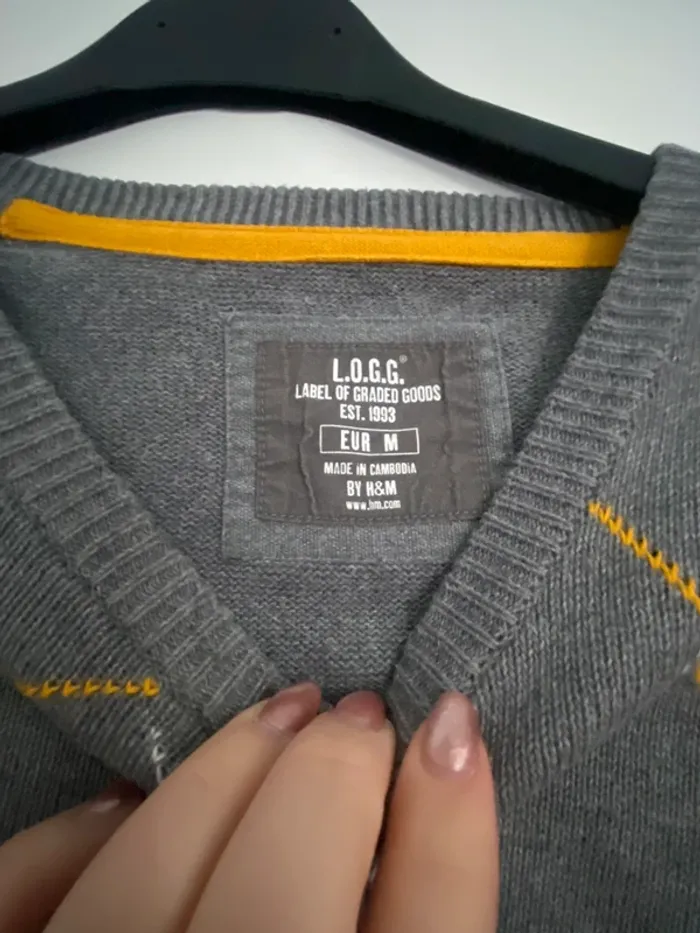 L.O.G.G.®
LABEL OF GRADED GOODS
EST. 1993
EUR M
MADE IN CAMBODIA
BY H&M
www.hm.com